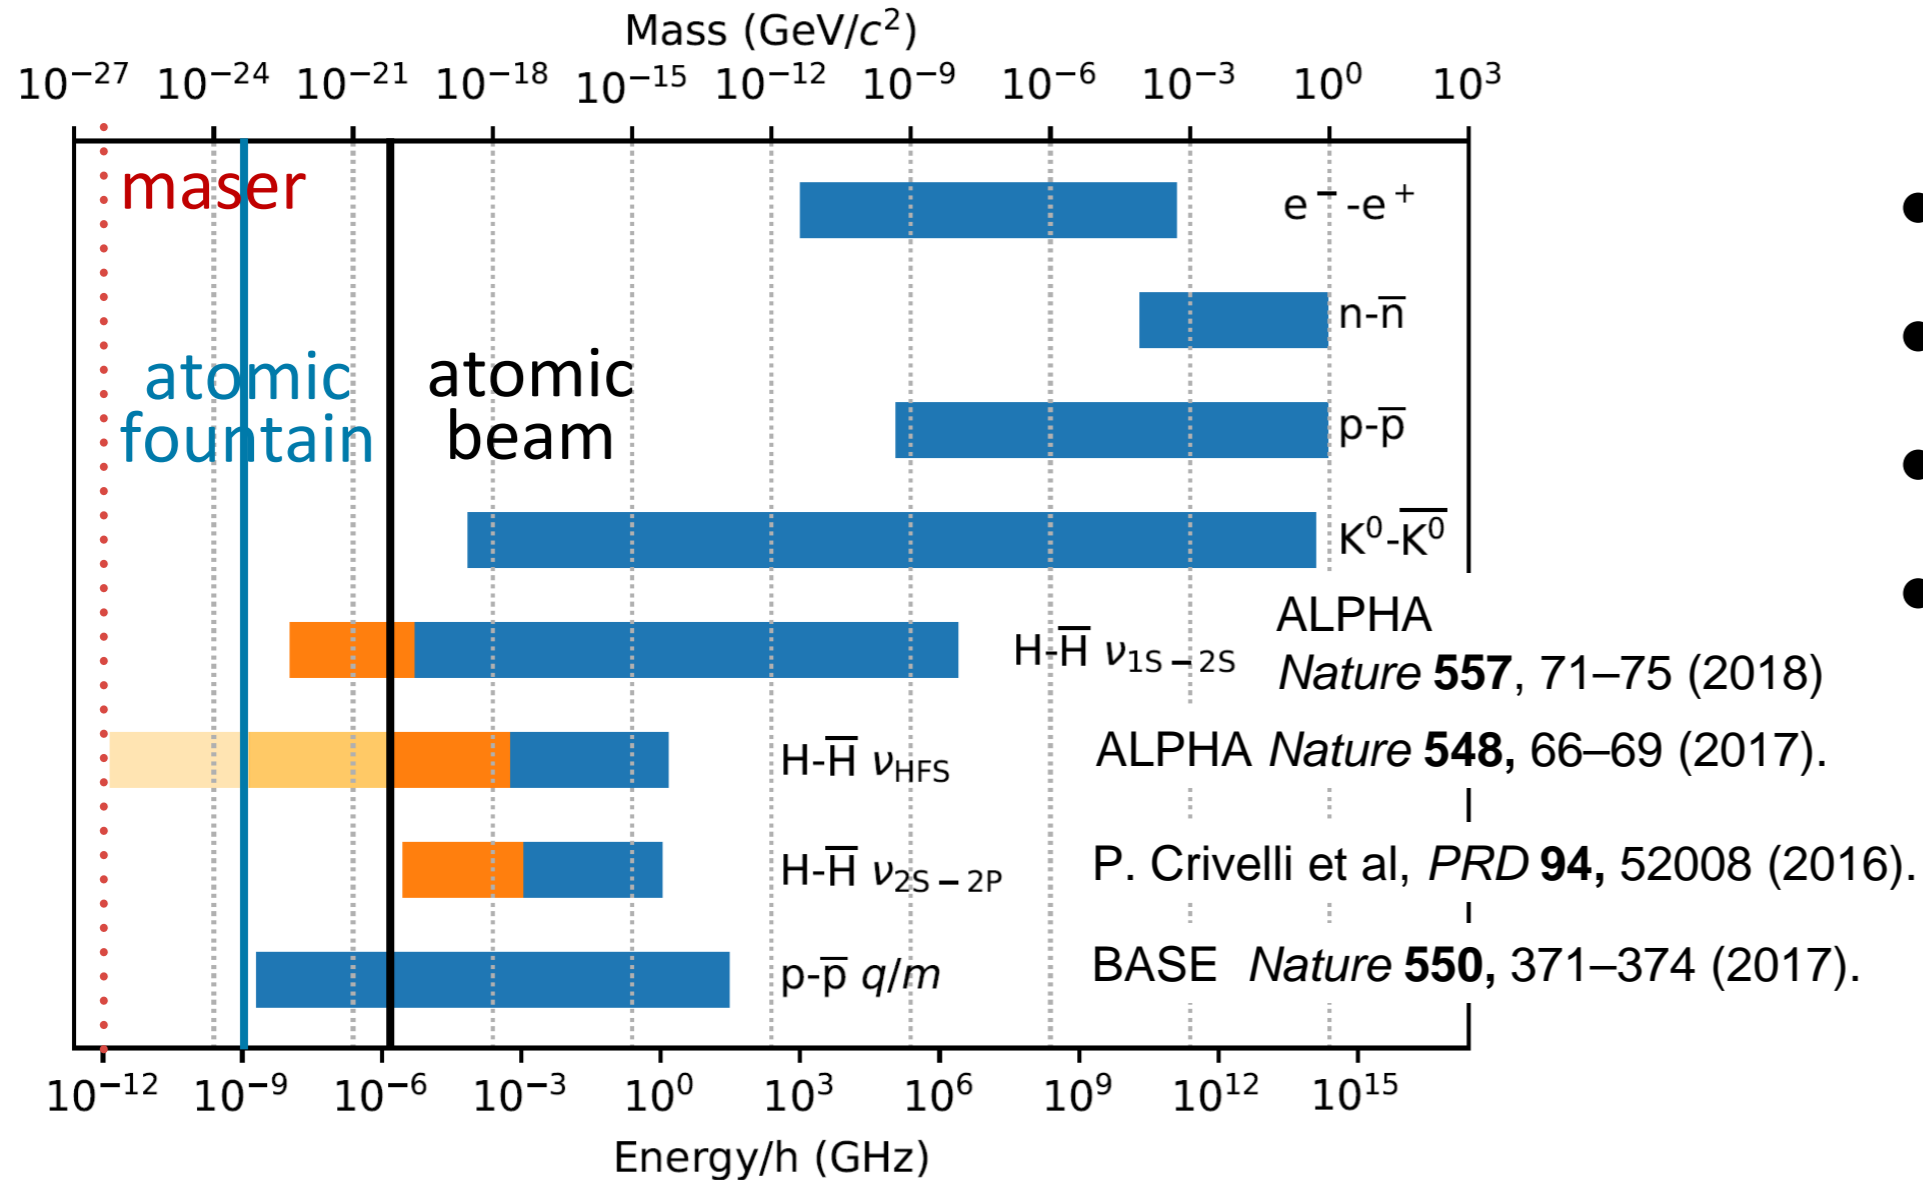 Mass (GeV/c²)
10⁻²⁷ 10⁻²⁴ 10⁻²¹ 10⁻¹⁸ 10⁻¹⁵ 10⁻¹² 10⁻⁹ 10⁻⁶ 10⁻³ 10⁰ 10³
maser
e⁻-e⁺
n-n̅
atomic
fountain
atomic
beam
p-p̅
K⁰-K̅⁰
H-H̅ ν₁S₋₂S
ALPHA
Nature 557, 71–75 (2018)
H-H̅ ν_HFS
ALPHA Nature 548, 66–69 (2017).
H-H̅ ν₂S₋₂P
P. Crivelli et al, PRD 94, 52008 (2016).
p-p̅ q/m
BASE Nature 550, 371–374 (2017).
10⁻¹² 10⁻⁹ 10⁻⁶ 10⁻³ 10⁰ 10³ 10⁶ 10⁹ 10¹² 10¹⁵
Energy/h (GHz)